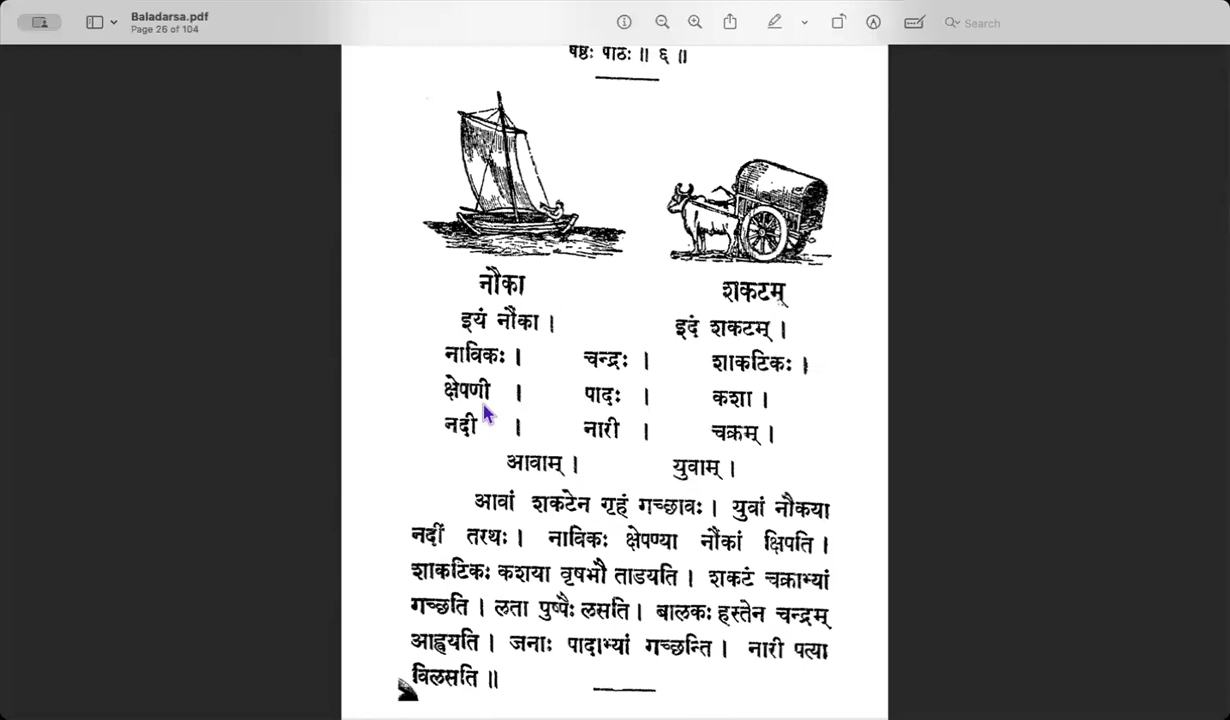 Baladarsa.pdf
Page 26 of 104
Search
षष्ठः पाठः ॥ ६ ॥
नौका शकटम्
इयं नौका । इदं शकटम् ।
नाविकः । चन्द्रः । शाकटिकः ।
क्षेपणी । पादः । कशा ।
नदी । नारी । चक्रम् ।
आवाम् । युवाम् ।
आवां शकटेन गृहं गच्छावः । युवां नौकया
नदीं तरथः । नाविकः क्षेपण्या नौकां क्षिपति ।
शाकटिकः कशया वृषभौ ताडयति । शकटं चक्राभ्यां
गच्छति । लता पुष्पैः लसति । बालकः हस्तेन चन्द्रम्
आह्वयति । जनाः पादाभ्यां गच्छन्ति । नारी पत्या
विलसति ॥